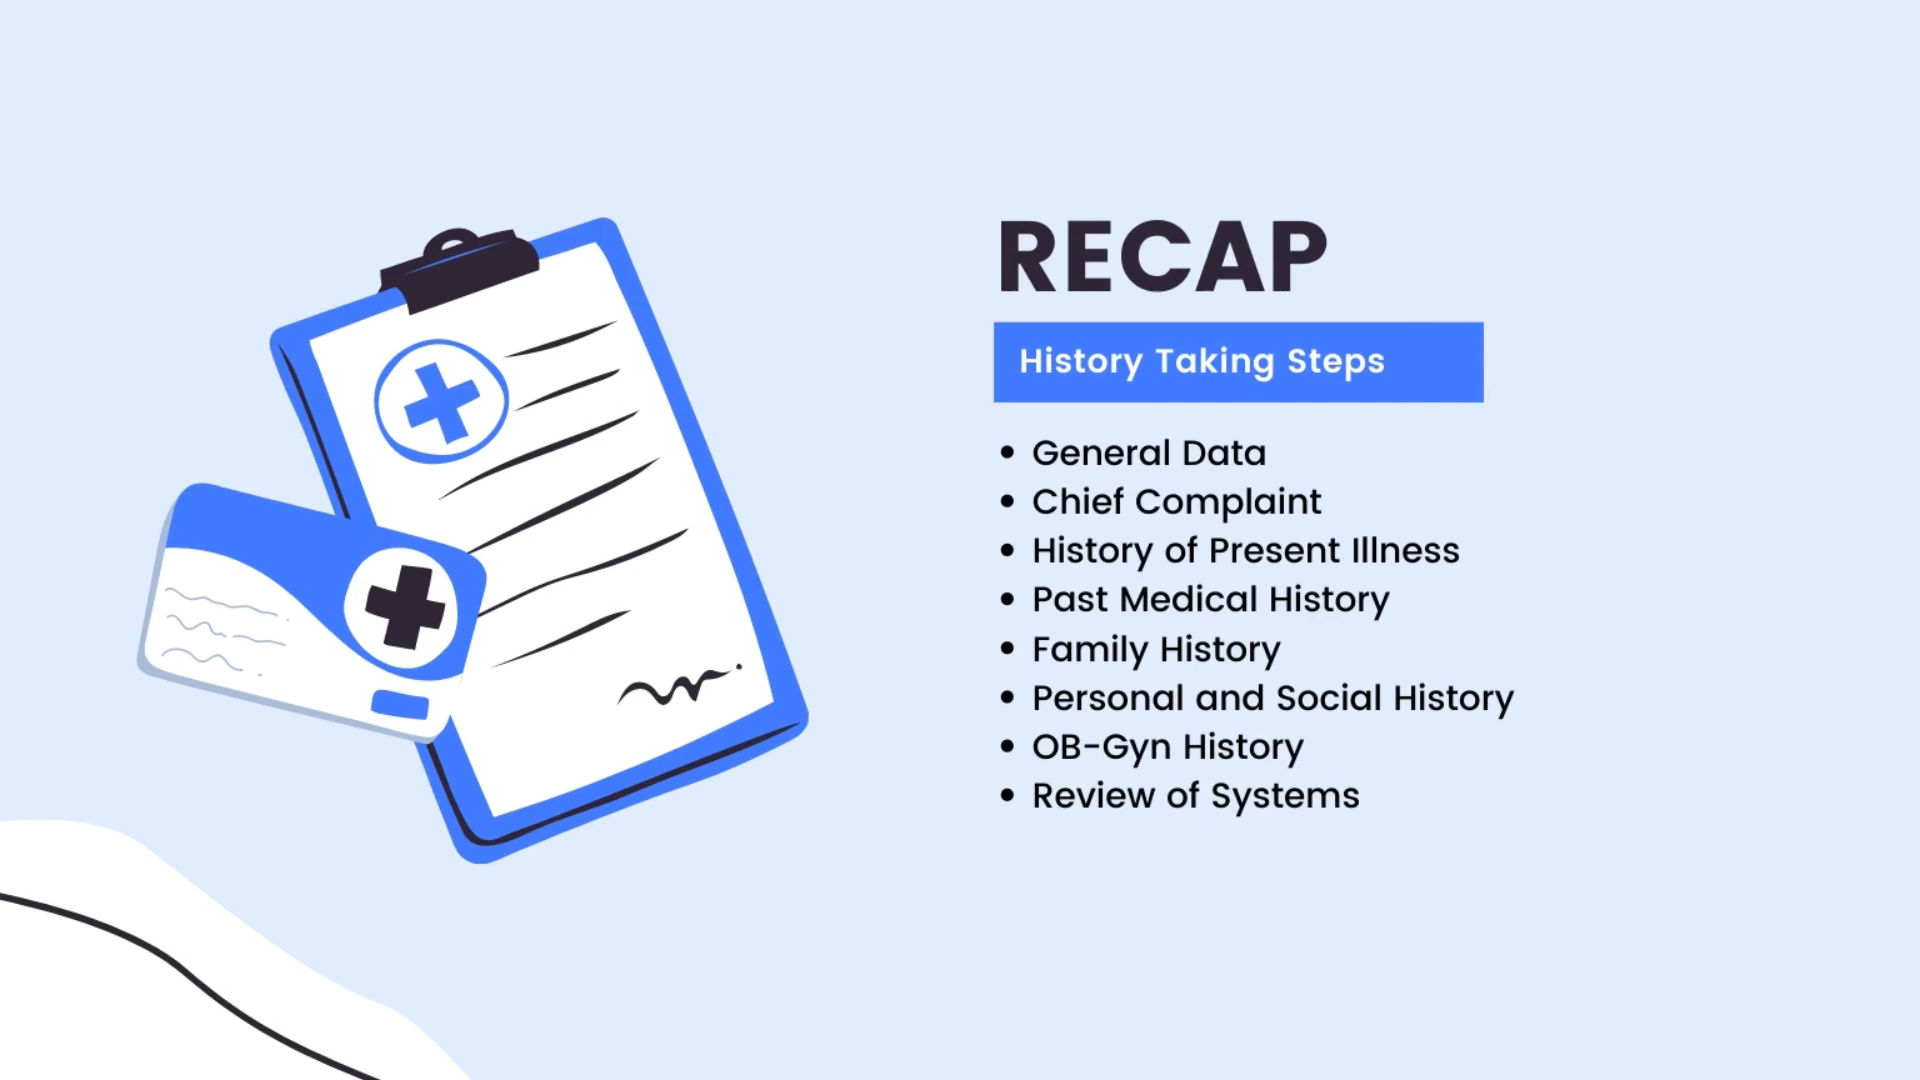 RECAP
History Taking Steps
• General Data
• Chief Complaint
• History of Present Illness
• Past Medical History
• Family History
• Personal and Social History
• OB-Gyn History
• Review of Systems